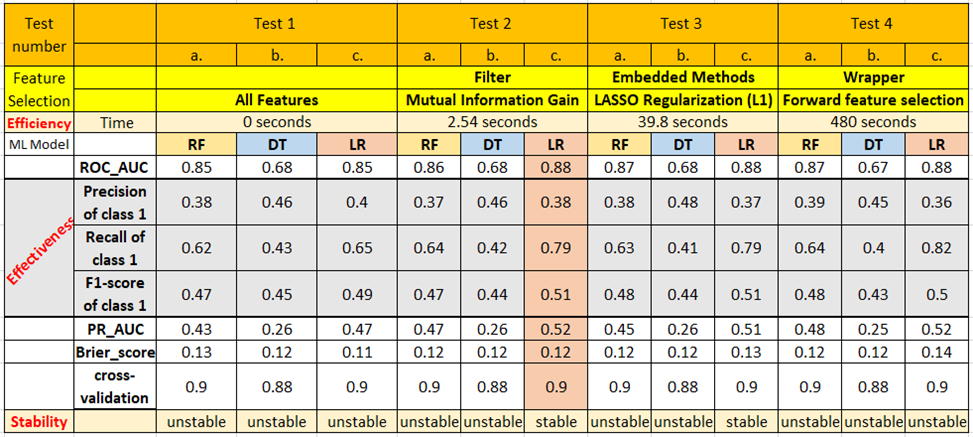 Test number Test 1 Test 2 Test 3 Test 4
a. b. c. a. b. c. a. b. c. a. b. c.
Feature Selection Filter Embedded Methods Wrapper
All Features Mutual Information Gain LASSO Regularization (L1) Forward feature selection
Efficiency Time 0 seconds 2.54 seconds 39.8 seconds 480 seconds
ML Model RF DT LR RF DT LR RF DT LR RF DT LR
ROC_AUC 0.85 0.68 0.85 0.86 0.68 0.88 0.87 0.68 0.88 0.87 0.67 0.88
Effectiveness
Precision of class 1 0.38 0.46 0.4 0.37 0.46 0.38 0.38 0.48 0.37 0.39 0.45 0.36
Recall of class 1 0.62 0.43 0.65 0.64 0.42 0.79 0.63 0.41 0.79 0.64 0.4 0.82
F1-score of class 1 0.47 0.45 0.49 0.47 0.44 0.51 0.48 0.44 0.51 0.48 0.43 0.5
PR_AUC 0.43 0.26 0.47 0.47 0.26 0.52 0.45 0.26 0.51 0.48 0.25 0.52
Brier_score 0.13 0.12 0.11 0.12 0.12 0.12 0.12 0.12 0.13 0.12 0.12 0.14
cross-validation 0.9 0.88 0.9 0.9 0.88 0.9 0.9 0.88 0.9 0.9 0.88 0.9
Stability unstable unstable unstable unstable unstable stable unstable unstable stable unstable unstable unstable